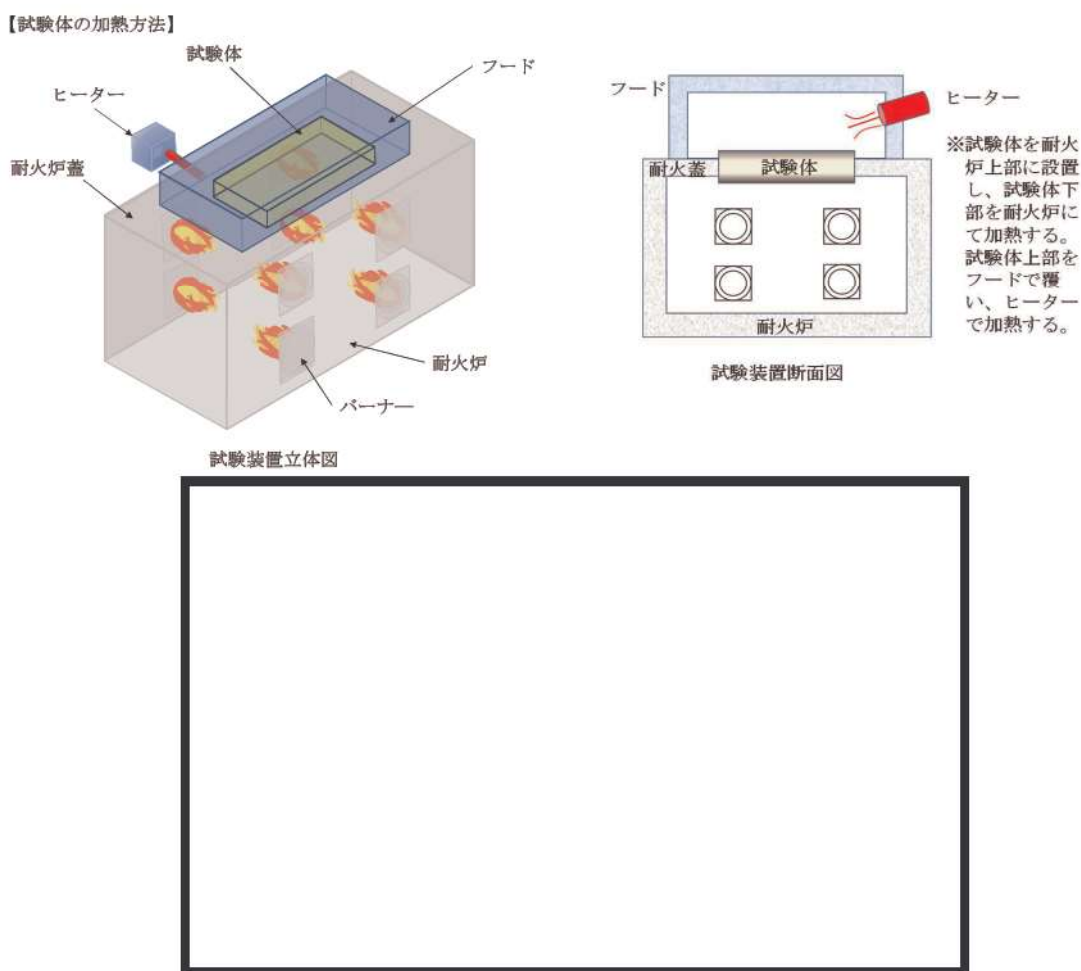 【試験体の加熱方法】
試験体
フード
ヒーター
耐火炉蓋
耐火炉
バーナー
試験装置立体図
フード
ヒーター
耐火蓋
試験体
耐火炉
※試験体を耐火
炉上部に設置
し、試験体下
部を耐火炉に
て加熱する。
試験体上部を
フードで覆
い、ヒーター
で加熱する。
試験装置断面図